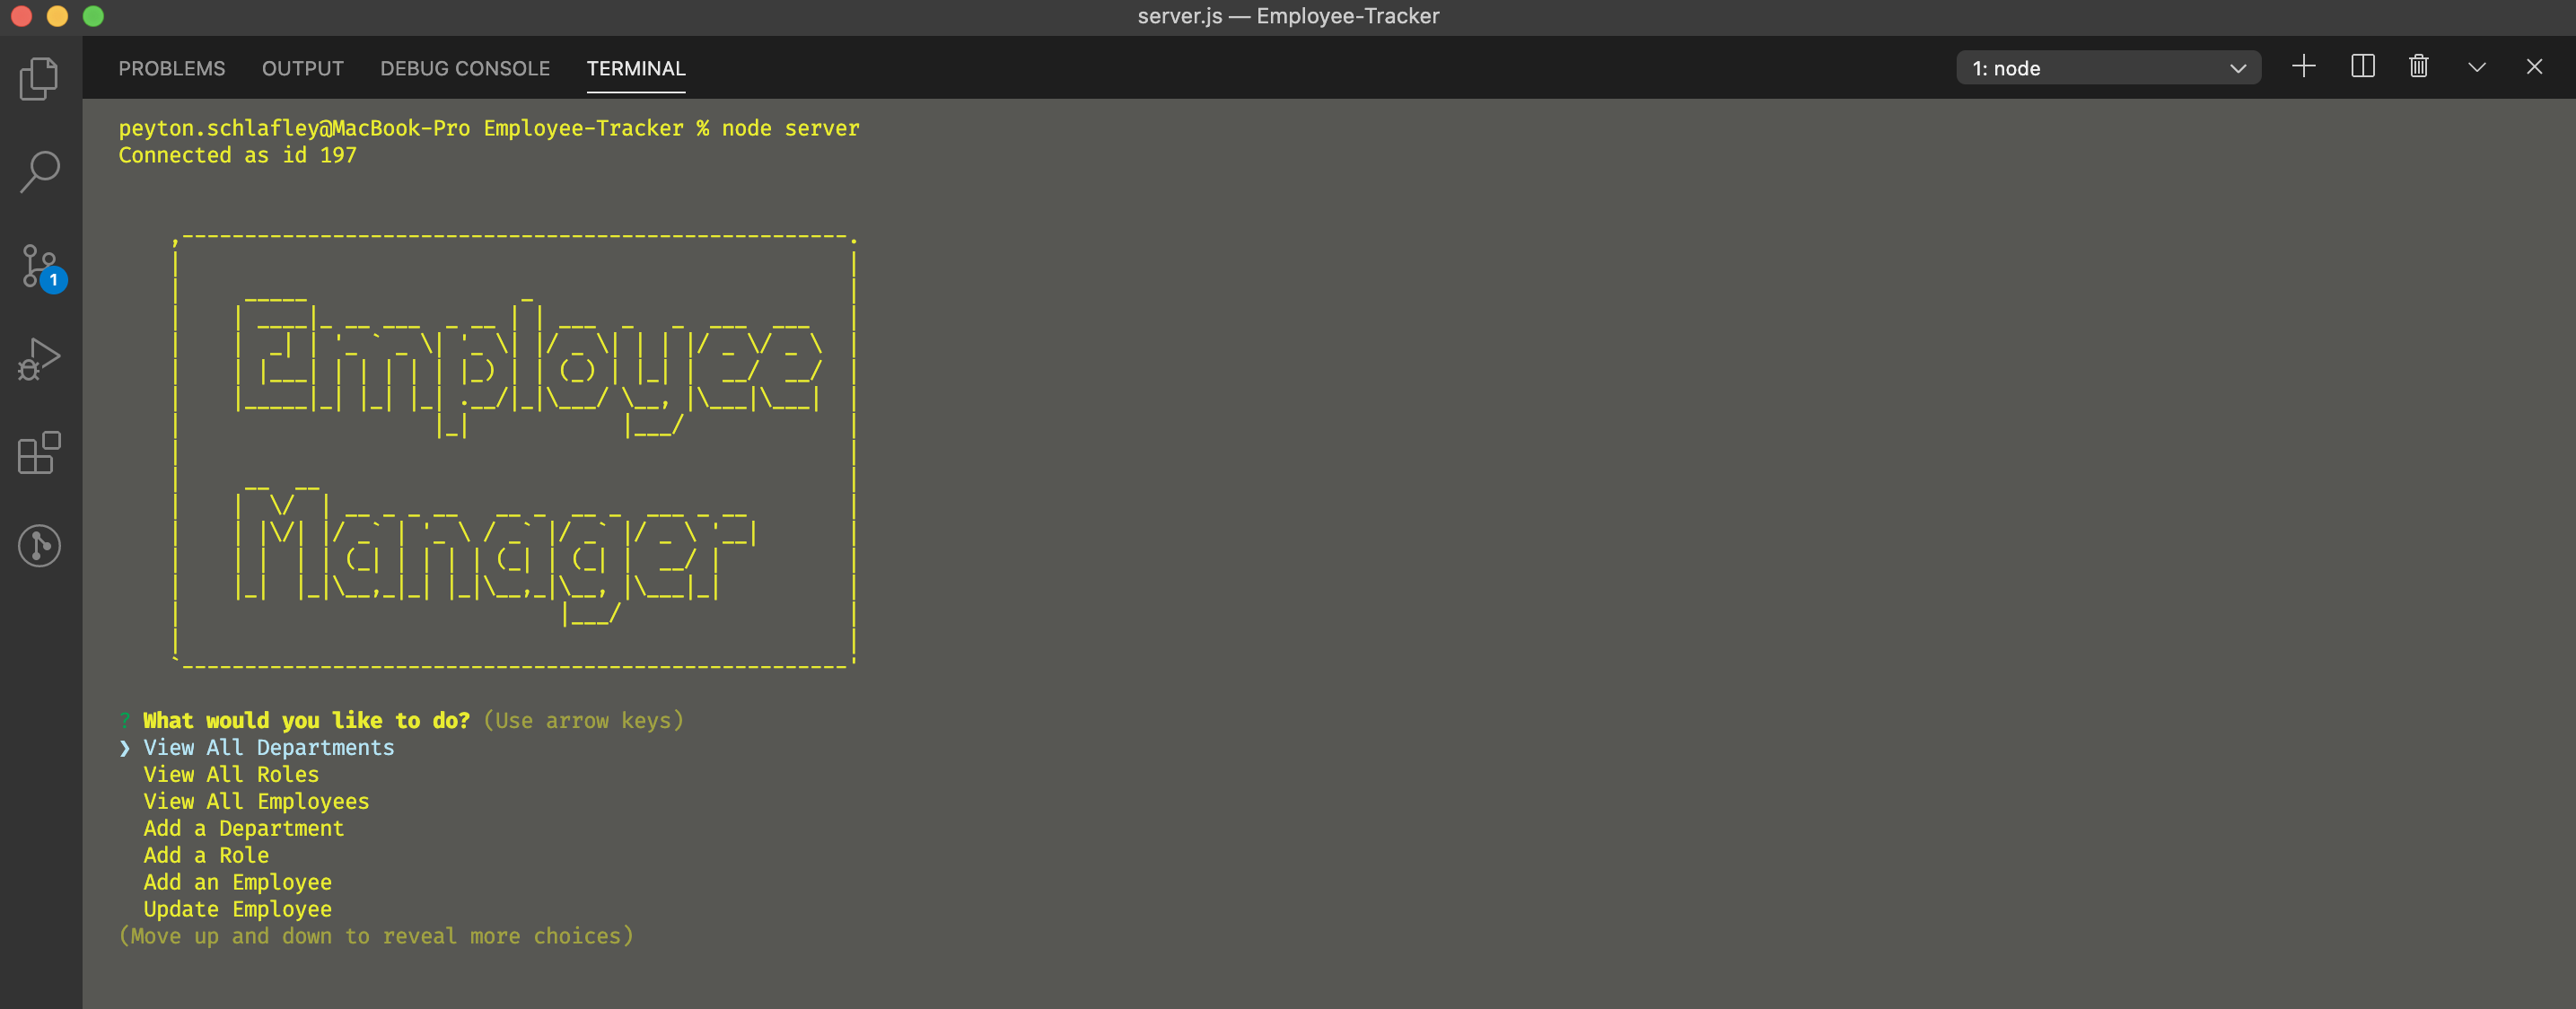 server.js — Employee-Tracker
PROBLEMS OUTPUT DEBUG CONSOLE TERMINAL 1: node
peyton.schlafley@MacBook-Pro Employee-Tracker % node server
Connected as id 197
1
Employee
Manager
? What would you like to do? (Use arrow keys)
❯ View All Departments
View All Roles
View All Employees
Add a Department
Add a Role
Add an Employee
Update Employee
(Move up and down to reveal more choices)